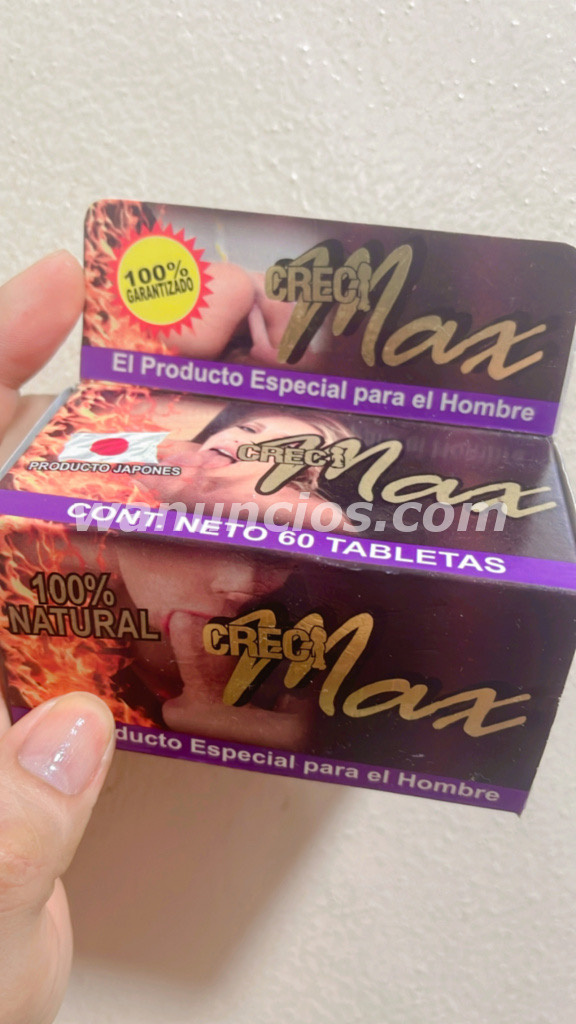 100%
GARANTIZADO
CRECI Max
El Producto Especial para el Hombre
PRODUCTO JAPONES
CRECI Max
wanuncios.com
CONT. NETO 60 TABLETAS
100%
NATURAL
CRECI Max
ducto Especial para el Hombre